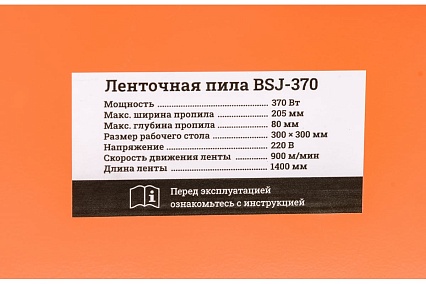 Ленточная пила BSJ-370
Мощность ........ 370 Вт
Макс. ширина пропила ........ 205 мм
Макс. глубина пропила ........ 80 мм
Размер рабочего стола ........ 300 × 300 мм
Напряжение ........ 220 В
Скорость движения ленты ........ 900 м/мин
Длина ленты ........ 1400 мм
Перед эксплуатацией
ознакомьтесь с инструкцией